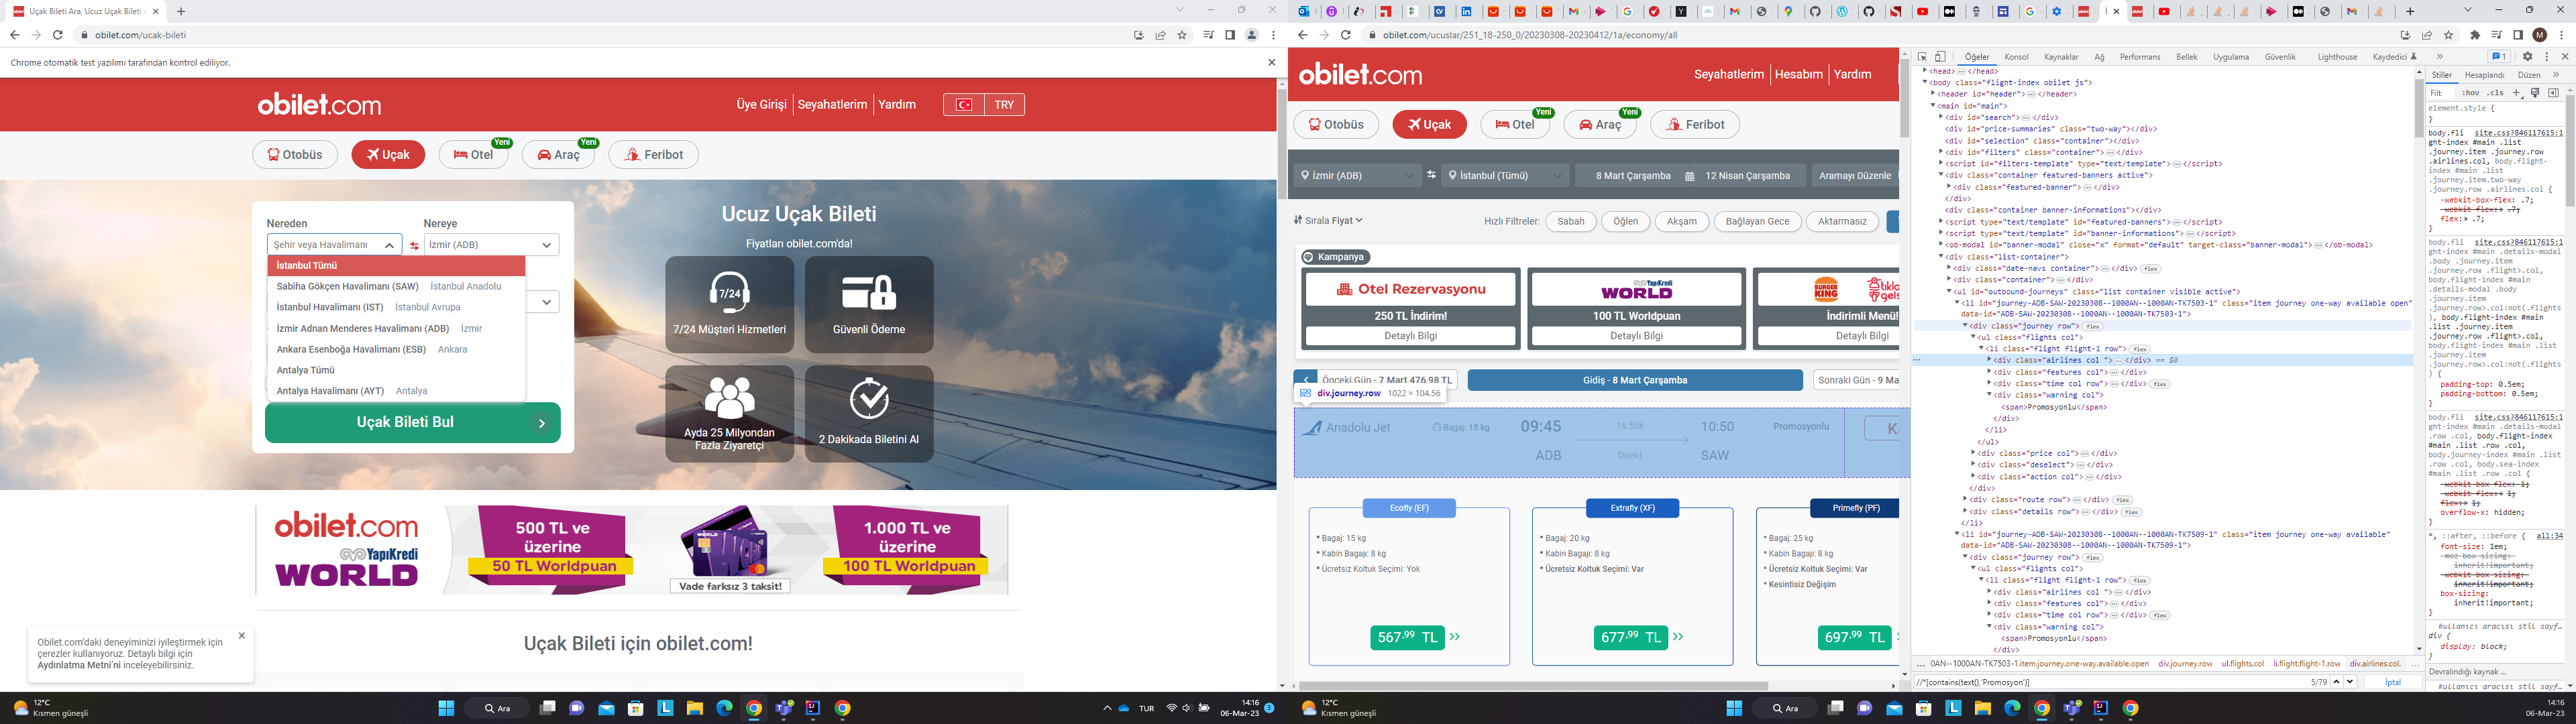 Uçak Bileti Ara, Ucuz Uçak Bileti
obilet.com/ucak-bileti
Chrome otomatik test yazılımı tarafından kontrol ediliyor.
obilet.com
Üye Girişi
Seyahatlerim
Yardım
TRY
Otobüs
Uçak
Otel
Yeni
Araç
Yeni
Feribot
Nereden
Nereye
Şehir veya Havalimanı
İzmir (ADB)
İstanbul Tümü
Sabiha Gökçen Havalimanı (SAW) İstanbul Anadolu
İstanbul Havalimanı (IST) İstanbul Avrupa
İzmir Adnan Menderes Havalimanı (ADB) İzmir
Ankara Esenboğa Havalimanı (ESB) Ankara
Antalya Tümü
Antalya Havalimanı (AYT) Antalya
Uçak Bileti Bul
Ucuz Uçak Bileti
Fiyatları obilet.com'da!
7/24
7/24 Müşteri Hizmetleri
Güvenli Ödeme
Ayda 25 Milyondan
Fazla Ziyaretçi
2 Dakikada Biletini Al
obilet.com
YapıKredi
WORLD
500 TL ve
üzerine
50 TL Worldpuan
WORLD
Vade farksız 3 taksit!
1.000 TL ve
üzerine
100 TL Worldpuan
Uçak Bileti için obilet.com!
Obilet.com'daki deneyiminizi iyileştirmek için
çerezler kullanıyoruz. Detaylı bilgi için
Aydınlatma Metni'ni inceleyebilirsiniz.
12°C
Kısmen güneşli
Ara
TUR
14:16
06-Mar-23
3
obilet.com/ucuslar/251_18-250_0/20230308-20230412/1a/economy/all
obilet.com
Seyahatlerim
Hesabım
Yardım
Otobüs
Uçak
Otel
Yeni
Araç
Yeni
Feribot
İzmir (ADB)
İstanbul (Tümü)
8 Mart Çarşamba
12 Nisan Çarşamba
Aramayı Düzenle
Sırala Fiyat
Hızlı Filtreler:
Sabah
Öğlen
Akşam
Bağlayan Gece
Aktarmasız
Kampanya
Otel Rezervasyonu
250 TL İndirim!
Detaylı Bilgi
YapıKredi
WORLD
100 TL Worldpuan
Detaylı Bilgi
BURGER KING
tıkla gelsin
İndirimli Menü!
Detaylı Bilgi
Önceki Gün - 7 Mart 476,98 TL
Gidiş - 8 Mart Çarşamba
Sonraki Gün - 9 Ma
div.journey.row 1022 × 104.56
Anadolu Jet
Bagaj: 15 kg
09:45
1s 5dk
10:50
Promosyonlu
ADB
Direkt
SAW
Ecofly (EF)
• Bagaj: 15 kg
• Kabin Bagajı: 8 kg
• Ücretsiz Koltuk Seçimi: Yok
567,99 TL
Extrafly (XF)
• Bagaj: 20 kg
• Kabin Bagajı: 8 kg
• Ücretsiz Koltuk Seçimi: Var
677,99 TL
Primefly (PF)
• Bagaj: 25 kg
• Kabin Bagajı: 8 kg
• Ücretsiz Koltuk Seçimi: Var
• Kesintisiz Değişim
697,99 TL
Öğeler
Konsol
Kaynaklar
Ağ
Performans
Bellek
Uygulama
Güvenlik
Lighthouse
Kaydedici
1
<head>…</head>
<body class="flight-index obilet js">
<header id="header">…</header>
<main id="main">
<div id="search">…</div>
<div id="price-summaries" class="two-way"></div>
<div id="selection" class="container"></div>
<div id="filters" class="container">…</div>
<script id="filters-template" type="text/template">…</script>
<div class="container featured-banners active">
<div class="featured-banner">…</div>
</div>
<div class="container banner-informations"></div>
<script type="text/template" id="featured-banners">…</script>
<script type="text/template" id="banner-informations">…</script>
<ob-modal id="banner-modal" close="x" format="default" target-class="banner-modal">…</ob-modal>
<div class="list-container">
<div class="date-navs container">…</div> flex
<div class="container">…</div>
<ul id="outbound-journeys" class="list container visible active">
<li id="journey-ADB-SAW-20230308--1000AN--1000AN-TK7503-1" class="item journey one-way available open"
data-id="ADB-SAW-20230308--1000AN--1000AN-TK7503-1">
<div class="journey row"> flex
<ul class="flights col">
<li class="flight flight-1 row"> flex
<div class="airlines col ">…</div> == $0
<div class="features col">…</div>
<div class="time col row">…</div> flex
<div class="warning col">
<span>Promosyonlu</span>
</div>
</li>
</ul>
<div class="price col">…</div>
<div class="deselect">…</div>
<div class="action col">…</div>
</div>
<div class="route row">…</div> flex
<div class="details row">…</div> flex
</li>
<li id="journey-ADB-SAW-20230308--1000AN--1000AN-TK7509-1" class="item journey one-way available"
data-id="ADB-SAW-20230308--1000AN--1000AN-TK7509-1">
<div class="journey row"> flex
<ul class="flights col">
<li class="flight flight-1 row"> flex
<div class="airlines col ">…</div>
<div class="features col">…</div>
<div class="time col row">…</div> flex
<div class="warning col">
<span>Promosyonlu</span>
</div>
0AN--1000AN-TK7503-1.item.journey.one-way.available.open
div.journey.row
ul.flights.col
li.flight.flight-1.row
div.airlines.col.
//*[contains(text(),'Promosyon')]
5/79
İptal
Stiller
Hesaplandı
Düzen
Filt
:hov
.cls
element.style {
}
body.fli site.css?846117615:1
ght-index #main .list
.journey.item .journey.row
.airlines.col, body.flight-
index #main .list
.journey.item.two-way
.journey.row .airlines.col {
-webkit-box-flex: .7;
-webkit-flex: .7;
flex: .7;
}
body.fli site.css?846117615:1
ght-index #main .details-modal
.body .journey.item
.journey.row .flight>.col,
body.flight-index #main
.details-modal .body
.journey.item
.journey.row>.col:not(.flights
), body.flight-index #main
.list .journey.item
.journey.row .flight>.col,
body.flight-index #main .list
.journey.item
.journey.row>.col:not(.flights
) {
padding-top: 0.5em;
padding-bottom: 0.5em;
}
body.fli site.css?846117615:1
ght-index #main .details-modal
.row .col, body.flight-index
#main .list .row .col,
body.journey-index #main .list
.row .col, body.sea-index
#main .list .row .col {
-webkit-box-flex: 1;
-webkit-flex: 1;
flex: 1;
overflow-x: hidden;
}
*, ::after, ::before { all:34
font-size: 1em;
-moz-box-sizing:
inherit!important;
-webkit-box-sizing:
inherit!important;
box-sizing:
inherit!important;
}
kullanıcı aracısı stil sayf…
div {
display: block;
}
Devralındığı kaynak …
kullanıcı aracısı stil sayf…
12°C
Kısmen güneşli
Ara
14:16
06-Mar-23